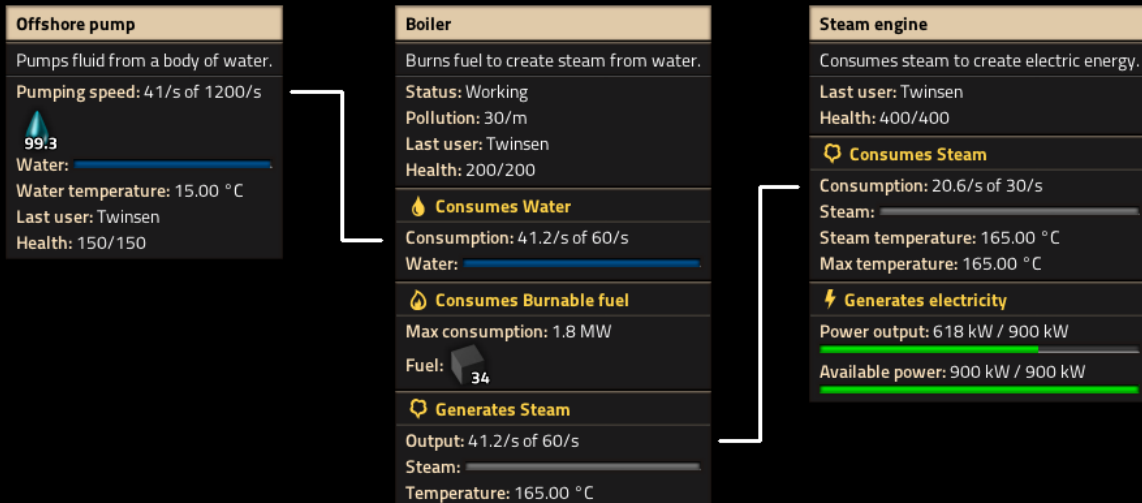 Offshore pump
Pumps fluid from a body of water.
Pumping speed: 41/s of 1200/s
99.3
Water:
Water temperature: 15.00 °C
Last user: Twinsen
Health: 150/150
Boiler
Burns fuel to create steam from water.
Status: Working
Pollution: 30/m
Last user: Twinsen
Health: 200/200
Consumes Water
Consumption: 41.2/s of 60/s
Water:
Consumes Burnable fuel
Max consumption: 1.8 MW
Fuel:
34
Generates Steam
Output: 41.2/s of 60/s
Steam:
Temperature: 165.00 °C
Steam engine
Consumes steam to create electric energy.
Last user: Twinsen
Health: 400/400
Consumes Steam
Consumption: 20.6/s of 30/s
Steam:
Steam temperature: 165.00 °C
Max temperature: 165.00 °C
Generates electricity
Power output: 618 kW / 900 kW
Available power: 900 kW / 900 kW